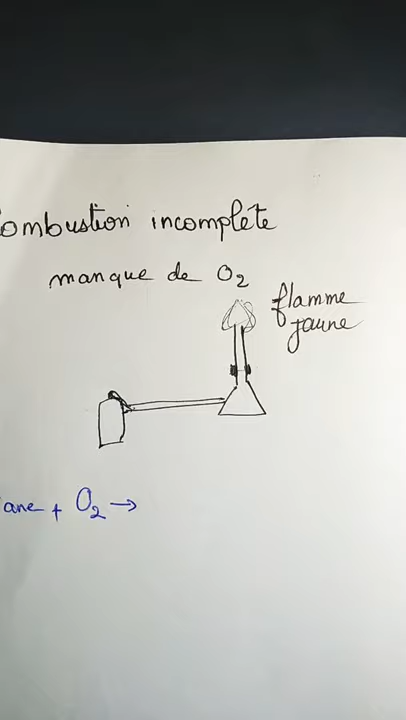 ombustion incomplète
manque de O2
flamme
jaune
ane + O2 →